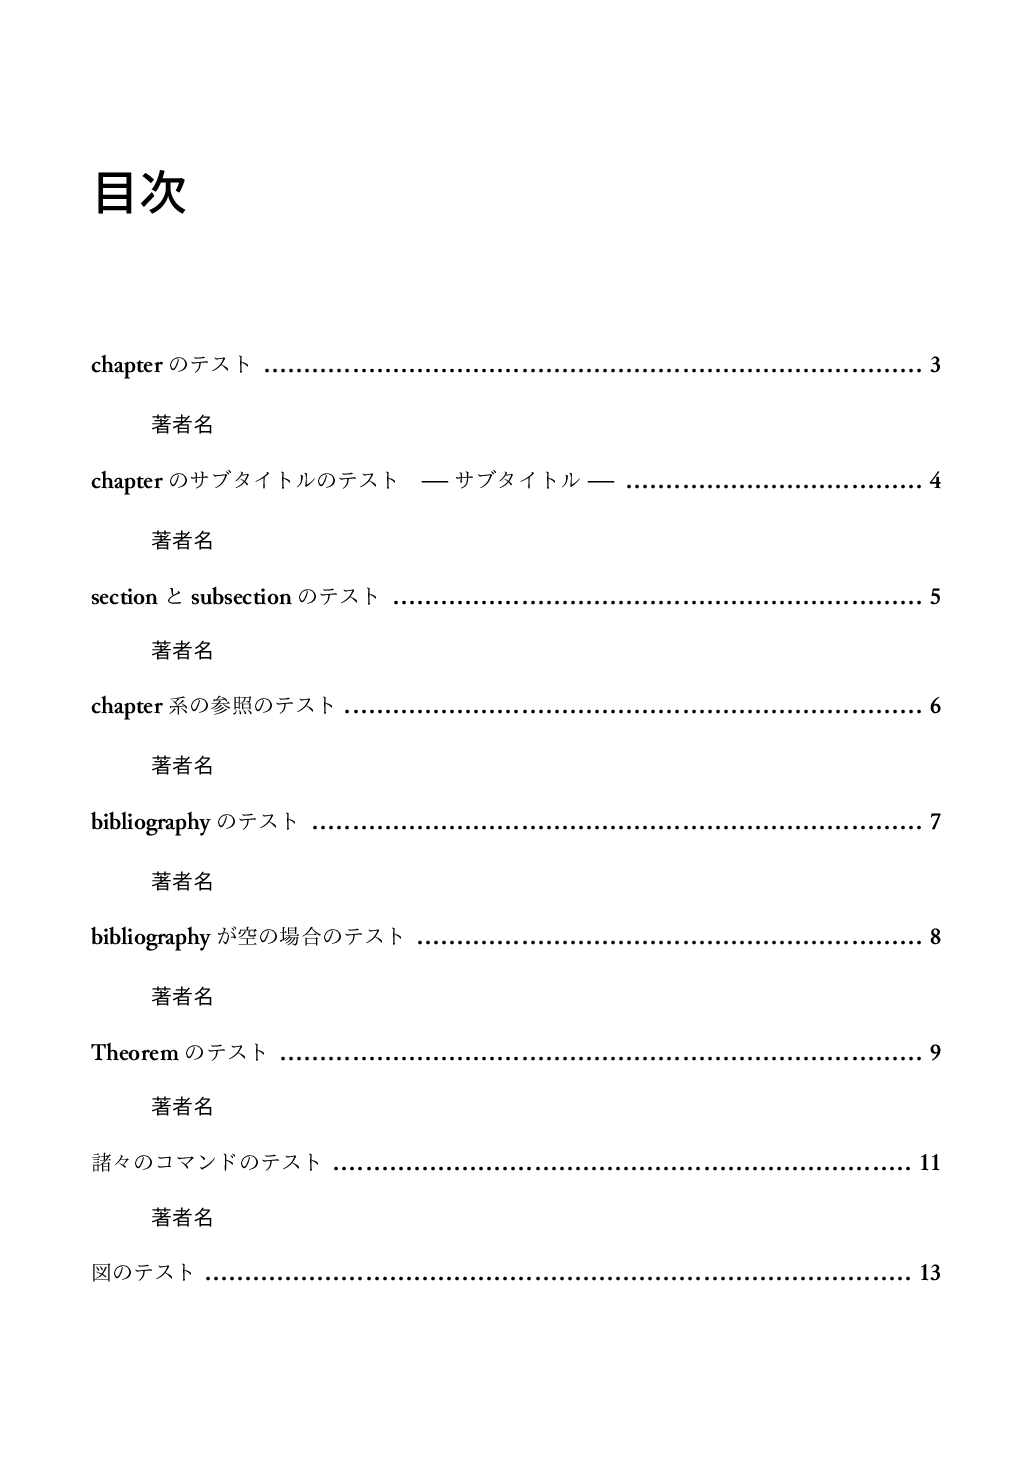 目次
chapter のテスト ........................................................................ 3
著者名
chapter のサブタイトルのテスト　― サブタイトル ― ..................................... 4
著者名
section と subsection のテスト .................................................................. 5
著者名
chapter 系の参照のテスト ........................................................................ 6
著者名
bibliography のテスト ............................................................................ 7
著者名
bibliography が空の場合のテスト ............................................................... 8
著者名
Theorem のテスト ................................................................................ 9
著者名
諸々のコマンドのテスト ........................................................................ 11
著者名
図のテスト ........................................................................................ 13